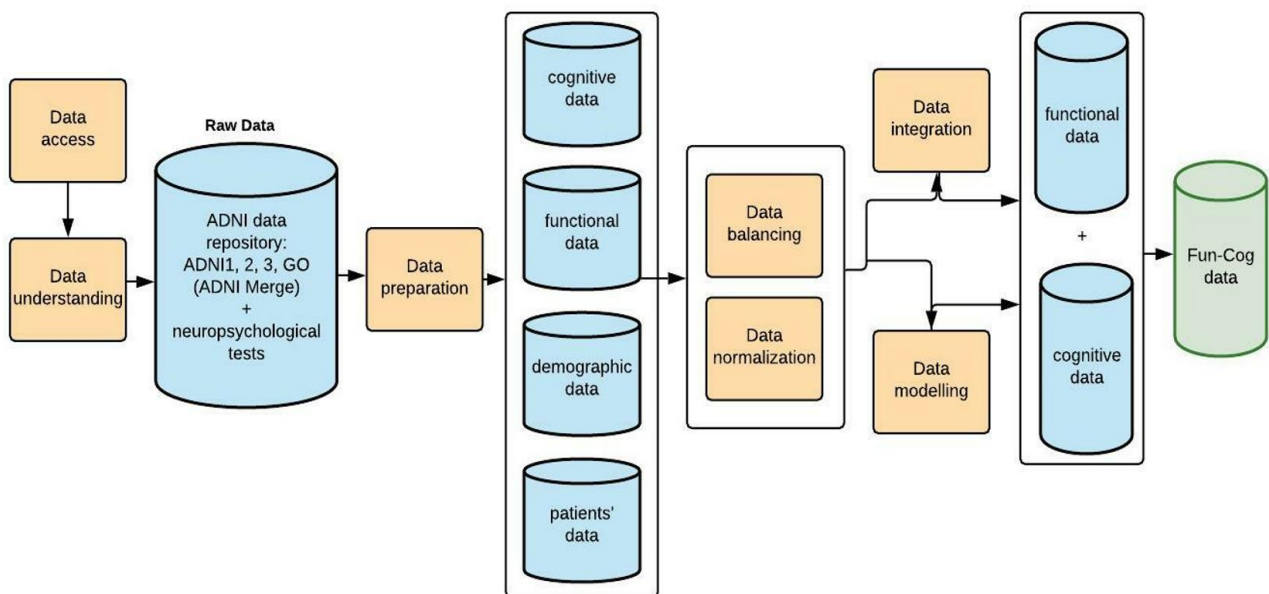 Data
access
Data
understanding
Raw Data
ADNI data
repository:
ADNI1, 2, 3, GO
(ADNI Merge)
+
neuropsychological
tests
Data
preparation
cognitive
data
functional
data
demographic
data
patients'
data
Data
balancing
Data
normalization
Data
integration
Data
modelling
functional
data
+
cognitive
data
Fun-Cog
data